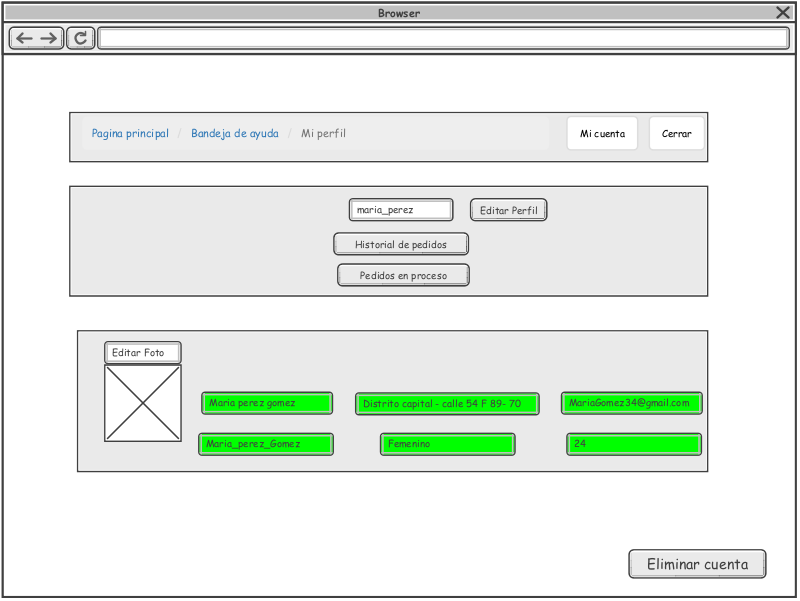 Browser
Pagina principal / Bandeja de ayuda / Mi perfil
Mi cuenta
Cerrar
maria_perez
Editar Perfil
Historial de pedidos
Pedidos en proceso
Editar Foto
Maria perez gomez
Distrito capital - calle 54 F 89- 70
MariaGomez34@gmail.com
Maria_perez_Gomez
Femenino
24
Eliminar cuenta